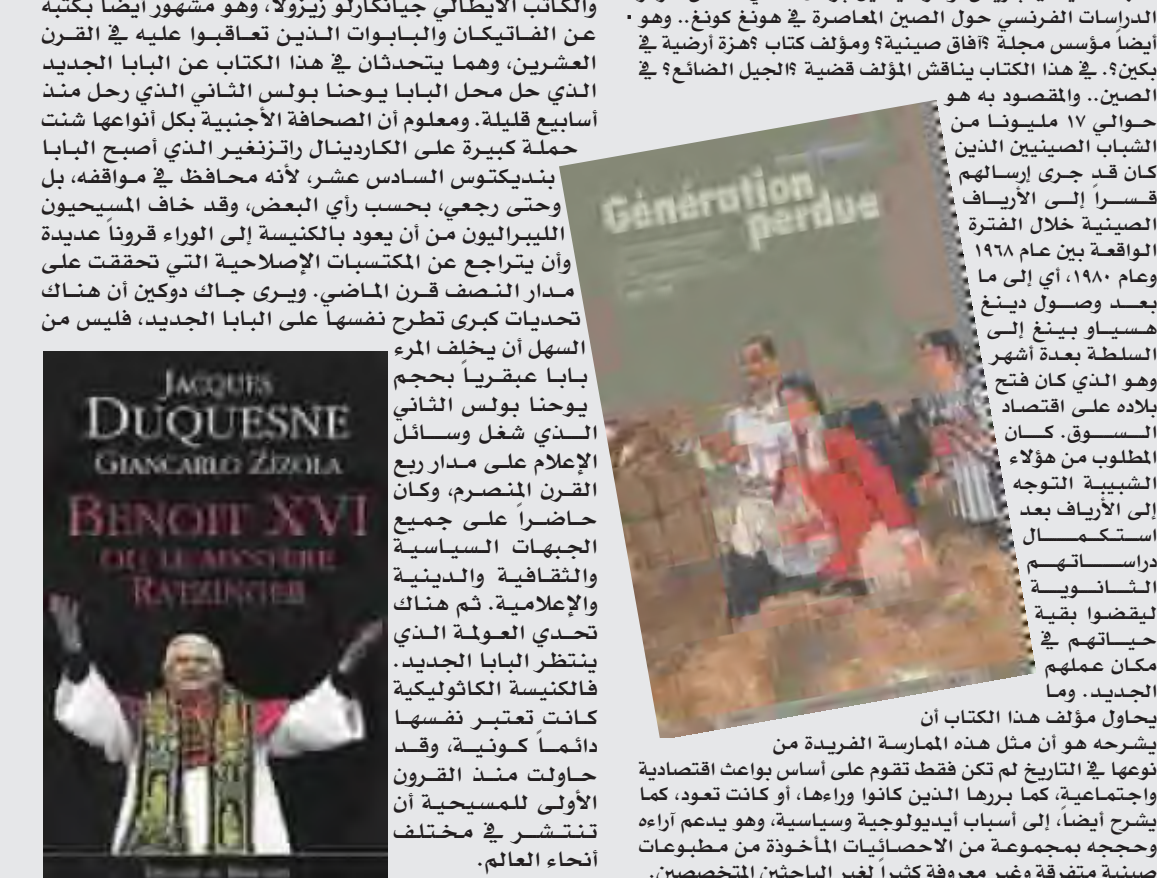 الدراسات الفرنسي حول الصين المعاصرة في هونغ كونغ.. وهو
أيضاً مؤسس مجلة ؟آفاق صينية؟ ومؤلف كتاب ؟هزة أرضية في
بكين؟. في هذا الكتاب يناقش المؤلف قضية ؟الجيل الضائع؟ في
الصين.. والمقصود به هو
حوالي ١٧ مليونا من
الشباب الصينيين الذين
كان قد جرى إرسالهم
قسراً إلى الأرياف
الصينية خلال الفترة
الواقعة بين عام ١٩٦٨
وعام ١٩٨٠، أي إلى ما
بعد وصول دينغ
هسياو بينغ إلى
السلطة بعدة أشهر
وهو الذي كان فتح
بلاده على اقتصاد
السوق. كان
المطلوب من هؤلاء
الشبيبة التوجه
إلى الأرياف بعد
استكمال
دراساتهم
الثانوية
ليقضوا بقية
حياتهم في
مكان عملهم
الجديد. وما
يحاول مؤلف هذا الكتاب أن
يشرحه هو أن مثل هذه الممارسة الفريدة من
نوعها في التاريخ لم تكن فقط تقوم على أساس بواعث اقتصادية
واجتماعية، كما بررها الذين كانوا وراءها، أو كانت تعود، كما
يشرح أيضاً، إلى أسباب أيديولوجية وسياسية، وهو يدعم آراءه
وحججه بمجموعة من الاحصائيات المأخوذة من مطبوعات
صينية متفرقة وغير معروفة كثيراً لغير الباحثين المتخصصين.
Génération
perdue
والكاتب الايطالي جيانكارلو زيزولا، وهو مشهور أيضا بكتبه
عن الفاتيكان والبابوات الذين تعاقبوا عليه في القرن
العشرين، وهما يتحدثان في هذا الكتاب عن البابا الجديد
الذي حل محل البابا يوحنا بولس الثاني الذي رحل منذ
أسابيع قليلة. ومعلوم أن الصحافة الأجنبية بكل أنواعها شنت
حملة كبيرة على الكاردينال راتزنغير الذي أصبح البابا
بنديكتوس السادس عشر، لأنه محافظ في مواقفه، بل
وحتى رجعي، بحسب رأي البعض، وقد خاف المسيحيون
الليبراليون من أن يعود بالكنيسة إلى الوراء قروناً عديدة
وأن يتراجع عن المكتسبات الإصلاحية التي تحققت على
مدار النصف قرن الماضي. ويرى جاك دوكين أن هناك
تحديات كبرى تطرح نفسها على البابا الجديد، فليس من
السهل أن يخلف المرء
بابا عبقرياً بحجم
يوحنا بولس الثاني
الذي شغل وسائل
الإعلام على مدار ربع
القرن المنصرم، وكان
حاضراً على جميع
الجبهات السياسية
والثقافية والدينية
والإعلامية. ثم هناك
تحدي العولمة الذي
ينتظر البابا الجديد.
فالكنيسة الكاثوليكية
كانت تعتبر نفسها
دائماً كونية، وقد
حاولت منذ القرون
الأولى للمسيحية أن
تنتشر في مختلف
أنحاء العالم.
JACQUES
DUQUESNE
GIANCARLO ZIZOLA
BENOIT XVI
OU LE MYSTÈRE
RATZINGER